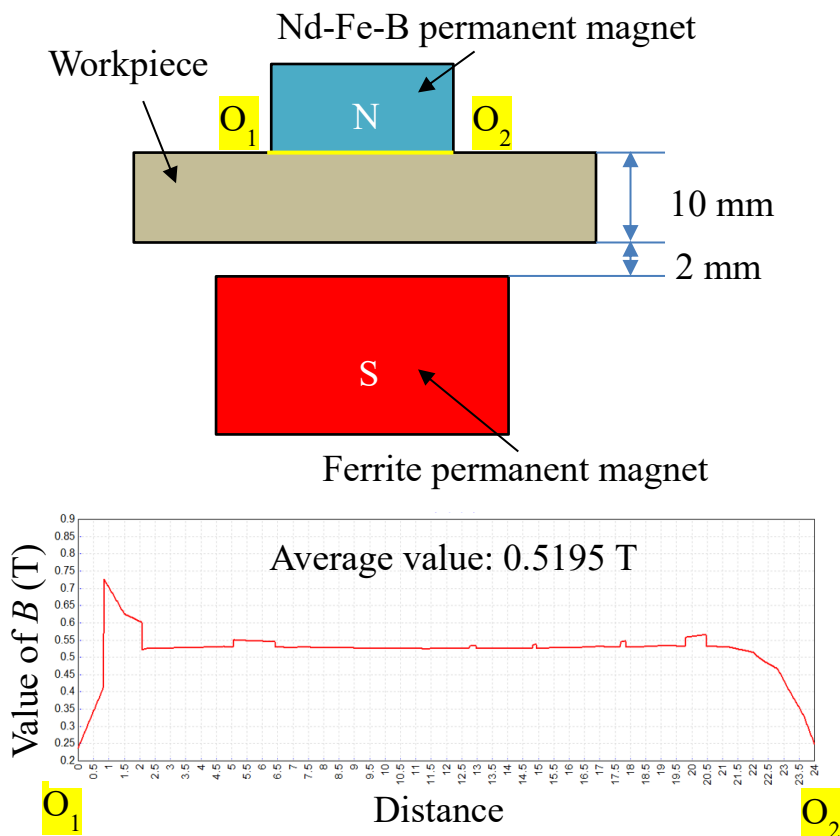 Nd-Fe-B permanent magnet
Workpiece
O1
N
O2
10 mm
2 mm
S
Ferrite permanent magnet
Value of B (T)
Average value: 0.5195 T
0.9
0.85
0.8
0.75
0.7
0.65
0.6
0.55
0.5
0.45
0.4
0.35
0.3
0.25
0.2
0 0.5 1 1.5 2 2.5 3 3.5 4 4.5 5 5.5 6 6.5 7 7.5 8 8.5 9 9.5 10 10.5 11 11.5 12 12.5 13 13.5 14 14.5 15 15.5 16 16.5 17 17.5 18 18.5 19 19.5 20 20.5 21 21.5 22 22.5 23 23.5 24
O1
Distance
O2